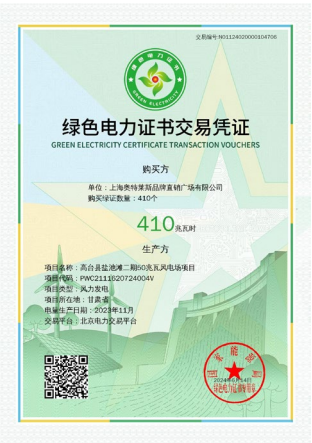 交易编号:N01124020000104706
绿色电力证书
GREEN ELECTRICITY
绿色电力证书交易凭证
GREEN ELECTRICITY CERTIFICATE TRANSACTION VOUCHERS
购买方
单位：上海奥特莱斯品牌直销广场有限公司
购买绿证数量：410个
410兆瓦时
生产方
项目名称：高台县盐池滩二期50兆瓦风电场项目
项目代码：PWC2111620724004V
项目类型：风力发电
项目所在地：甘肃省
电量生产日期：2023年11月
交易平台：北京电力交易平台
国家能源